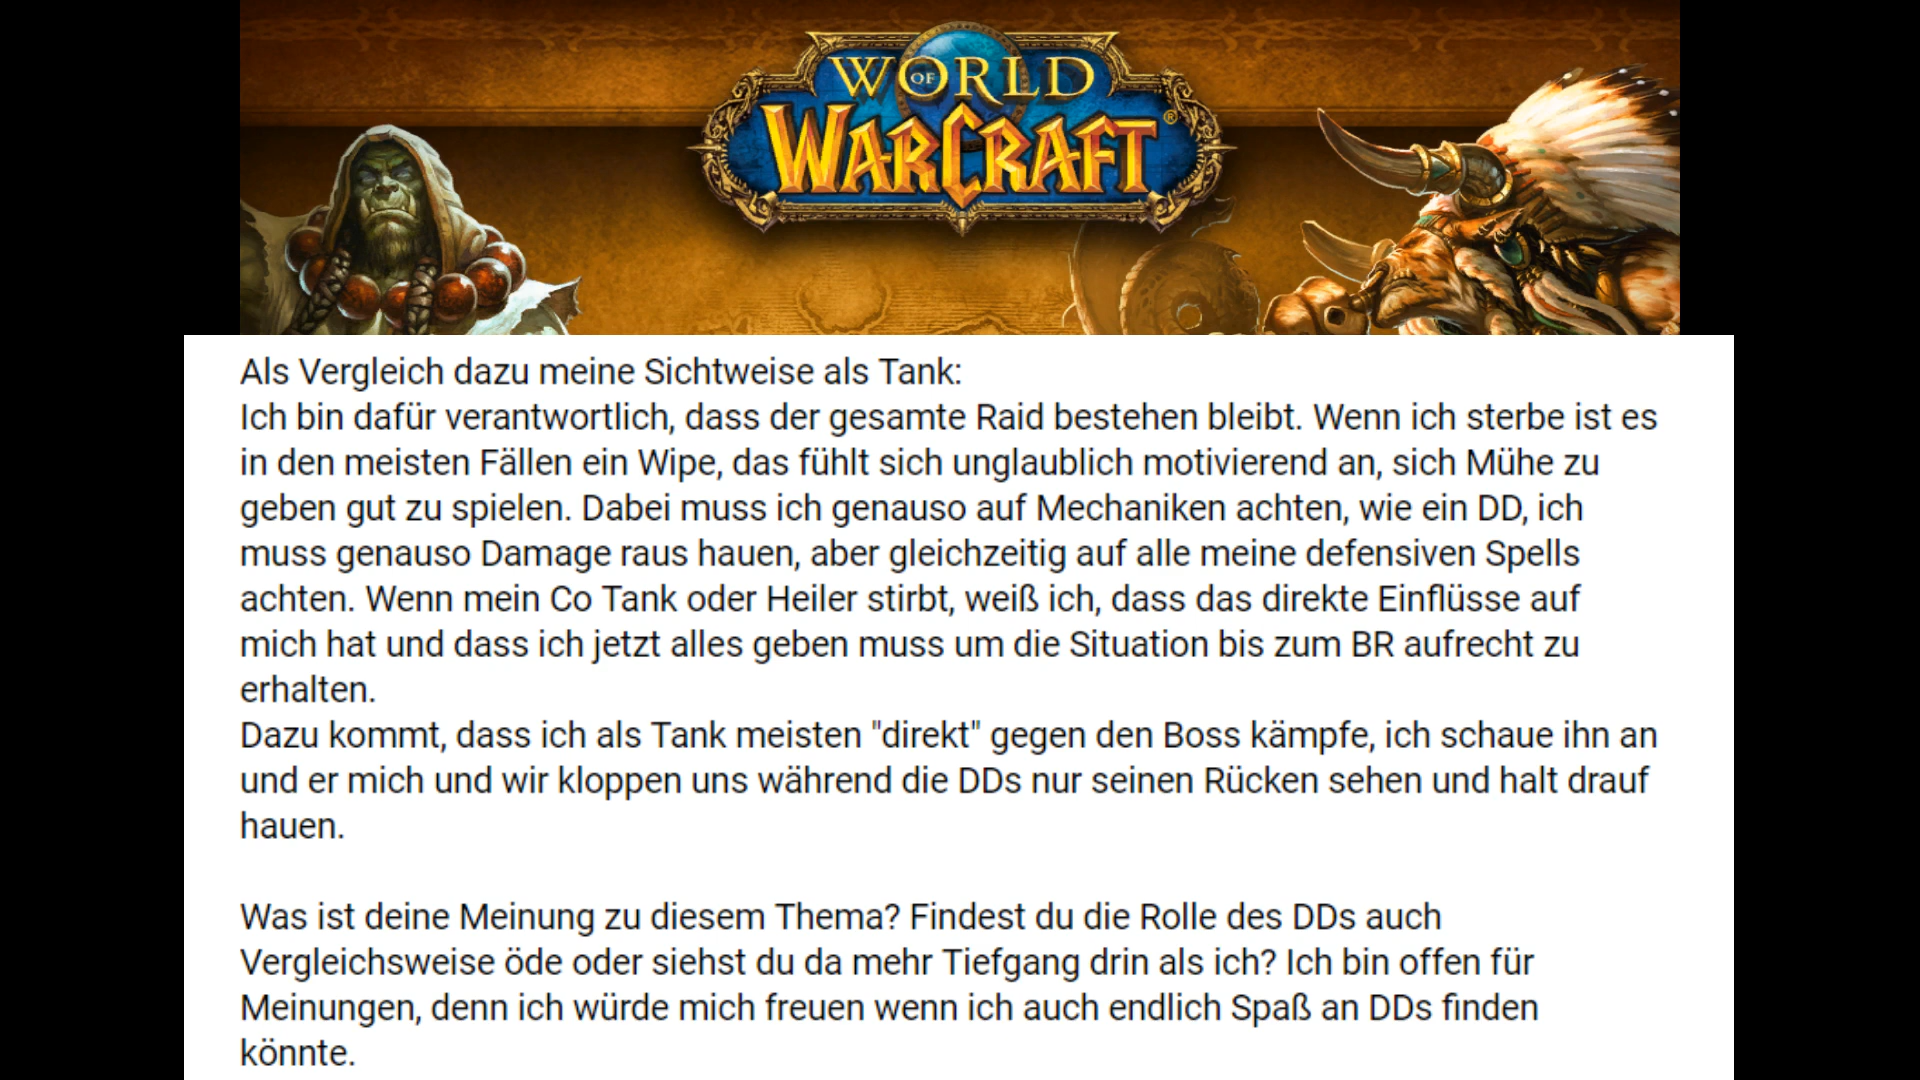 WORLD
OF
WARCRAFT®
Als Vergleich dazu meine Sichtweise als Tank:
Ich bin dafür verantwortlich, dass der gesamte Raid bestehen bleibt. Wenn ich sterbe ist es
in den meisten Fällen ein Wipe, das fühlt sich unglaublich motivierend an, sich Mühe zu
geben gut zu spielen. Dabei muss ich genauso auf Mechaniken achten, wie ein DD, ich
muss genauso Damage raus hauen, aber gleichzeitig auf alle meine defensiven Spells
achten. Wenn mein Co Tank oder Heiler stirbt, weiß ich, dass das direkte Einflüsse auf
mich hat und dass ich jetzt alles geben muss um die Situation bis zum BR aufrecht zu
erhalten.
Dazu kommt, dass ich als Tank meisten "direkt" gegen den Boss kämpfe, ich schaue ihn an
und er mich und wir kloppen uns während die DDs nur seinen Rücken sehen und halt drauf
hauen.
Was ist deine Meinung zu diesem Thema? Findest du die Rolle des DDs auch
Vergleichsweise öde oder siehst du da mehr Tiefgang drin als ich? Ich bin offen für
Meinungen, denn ich würde mich freuen wenn ich auch endlich Spaß an DDs finden
könnte.